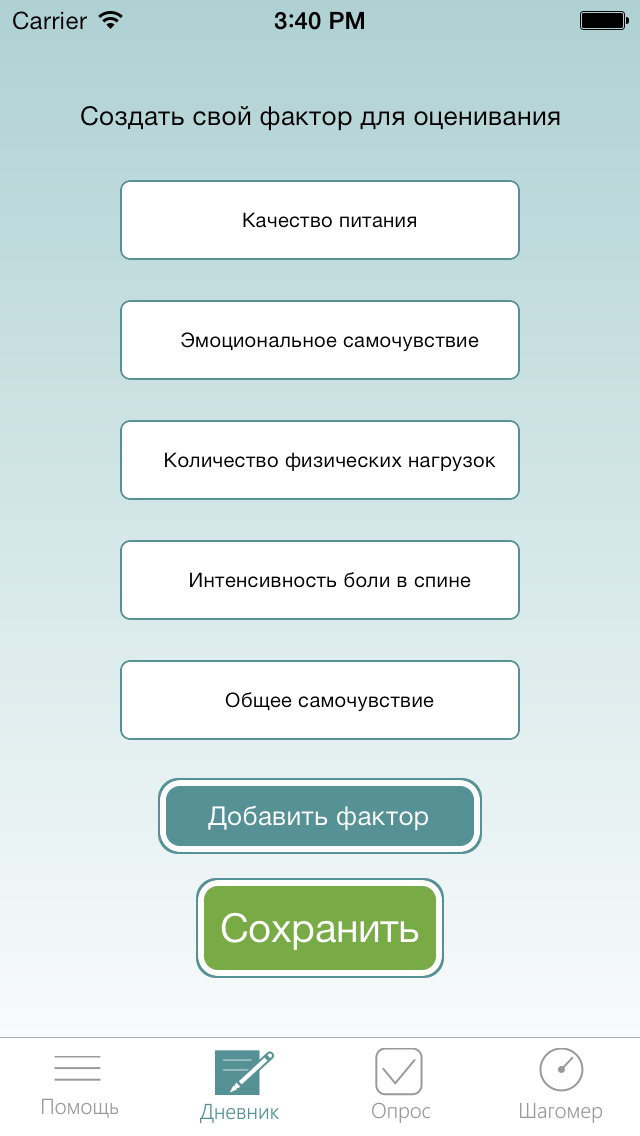 Carrier 3:40 PM
Создать свой фактор для оценивания
Качество питания
Эмоциональное самочувствие
Количество физических нагрузок
Интенсивность боли в спине
Общее самочувствие
Добавить фактор
Сохранить
Помощь Дневник Опрос Шагомер